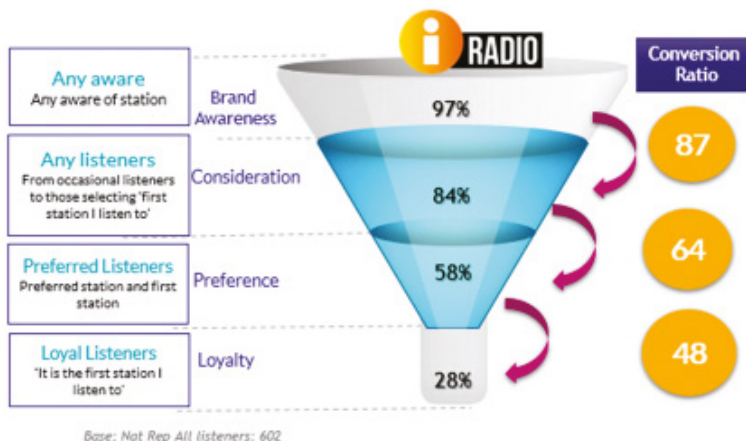 i RADIO
Conversion
Ratio
Any aware
Any aware of station
Brand
Awareness
97%
87
Any listeners
From occasional listeners
to those selecting 'first
station I listen to'
Consideration
84%
64
Preferred Listeners
Preferred station and first
station
Preference
58%
48
Loyal Listeners
'It is the first station I
listen to'
Loyalty
28%
Base: Nat Rep All listeners: 602